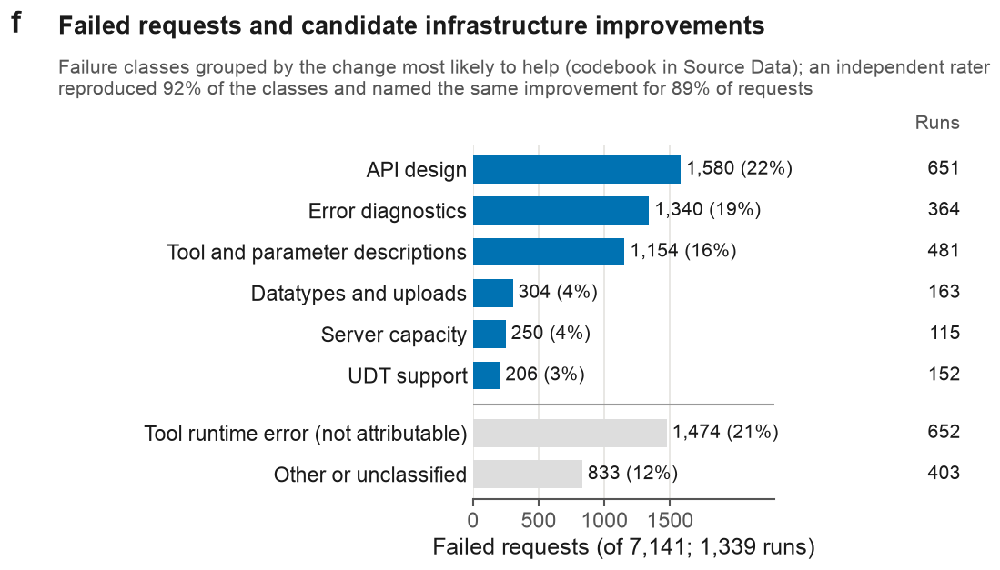 f
Failed requests and candidate infrastructure improvements
Failure classes grouped by the change most likely to help (codebook in Source Data); an independent rater
reproduced 92% of the classes and named the same improvement for 89% of requests
Runs
API design 1,580 (22%) 651
Error diagnostics 1,340 (19%) 364
Tool and parameter descriptions 1,154 (16%) 481
Datatypes and uploads 304 (4%) 163
Server capacity 250 (4%) 115
UDT support 206 (3%) 152
Tool runtime error (not attributable) 1,474 (21%) 652
Other or unclassified 833 (12%) 403
0 500 1000 1500
Failed requests (of 7,141; 1,339 runs)